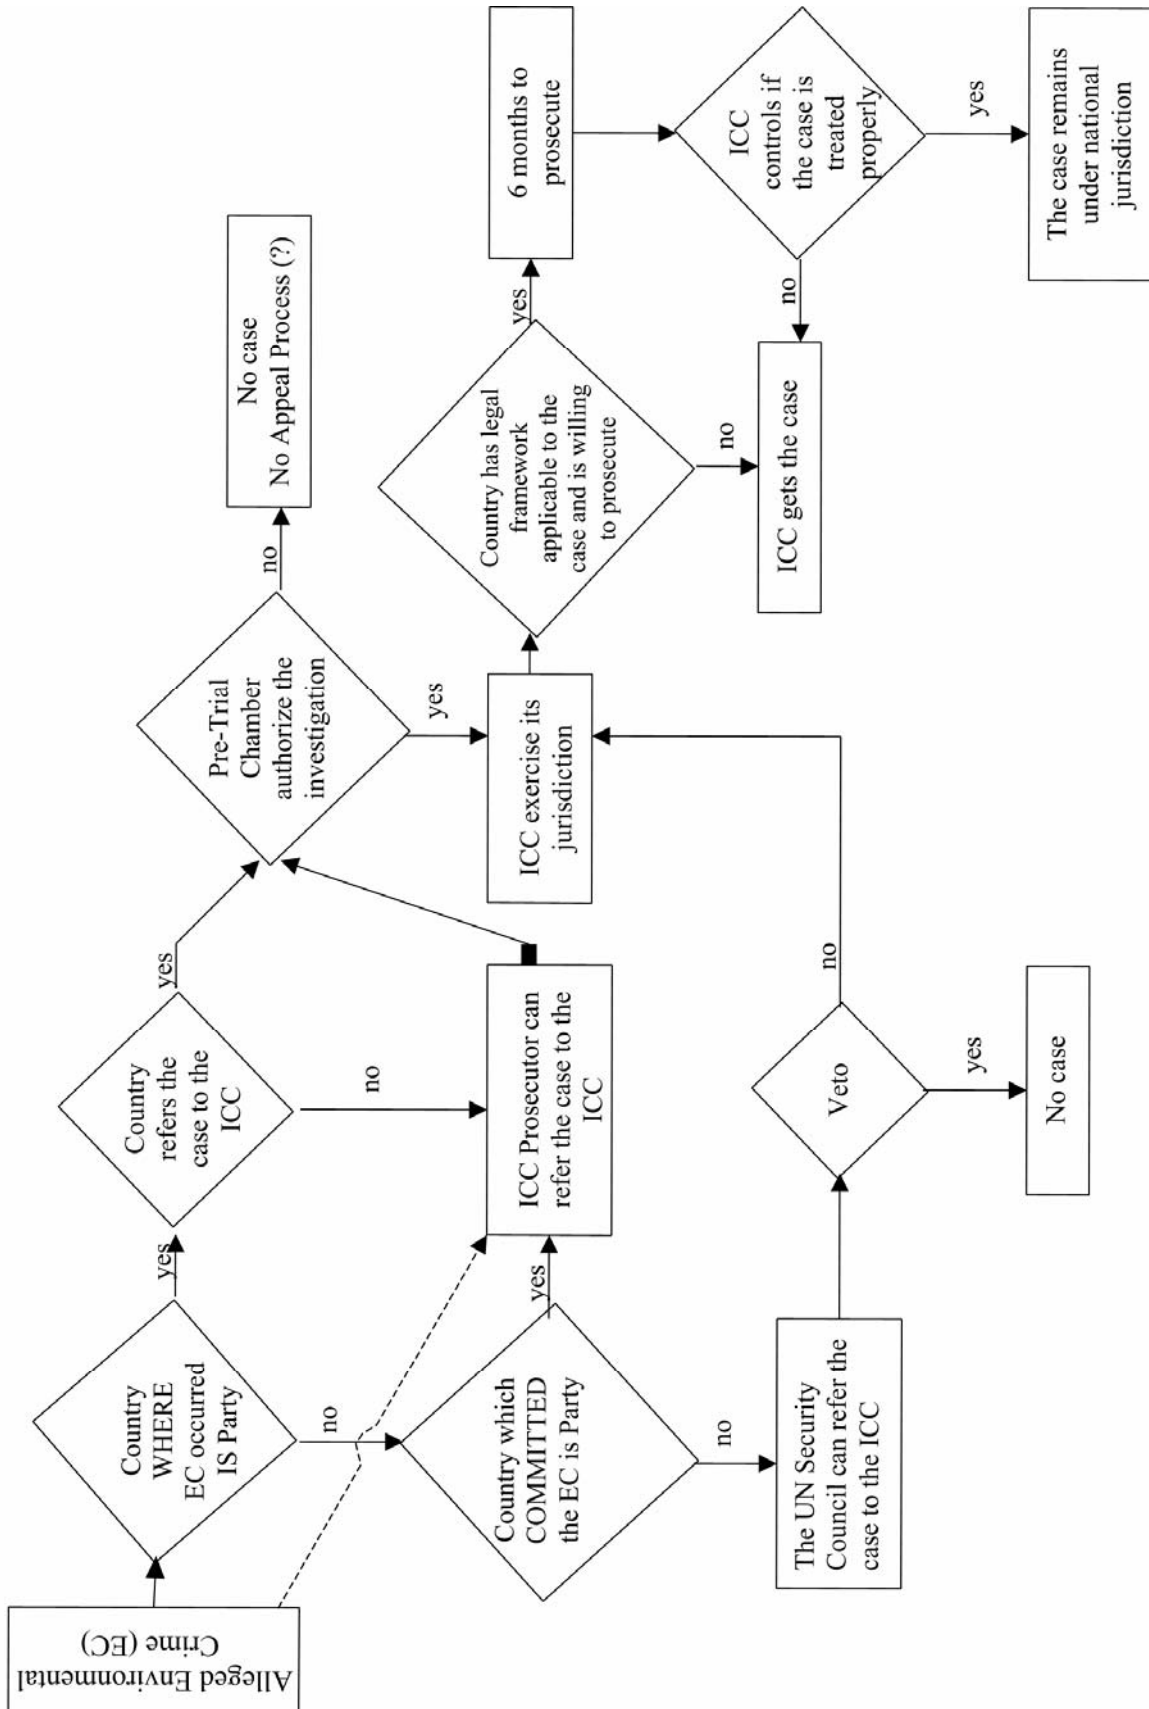 Alleged Environmental
Crime (EC)
Country
WHERE
EC occurred
IS Party
yes
no
Country
refers the
case to the
ICC
yes
no
Pre-Trial
Chamber
authorize the
investigation
no
yes
No case
No Appeal Process (?)
Country which
COMMITTED
the EC is Party
yes
no
ICC Prosecutor can
refer the case to the
ICC
ICC exercise its
jurisdiction
Country has legal
framework
applicable to the
case and is willing
to prosecute
yes
no
6 months to
prosecute
ICC
controls if
the case is
treated
properly
no
yes
ICC gets the case
The case remains
under national
jurisdiction
The UN Security
Council can refer the
case to the ICC
Veto
no
yes
No case